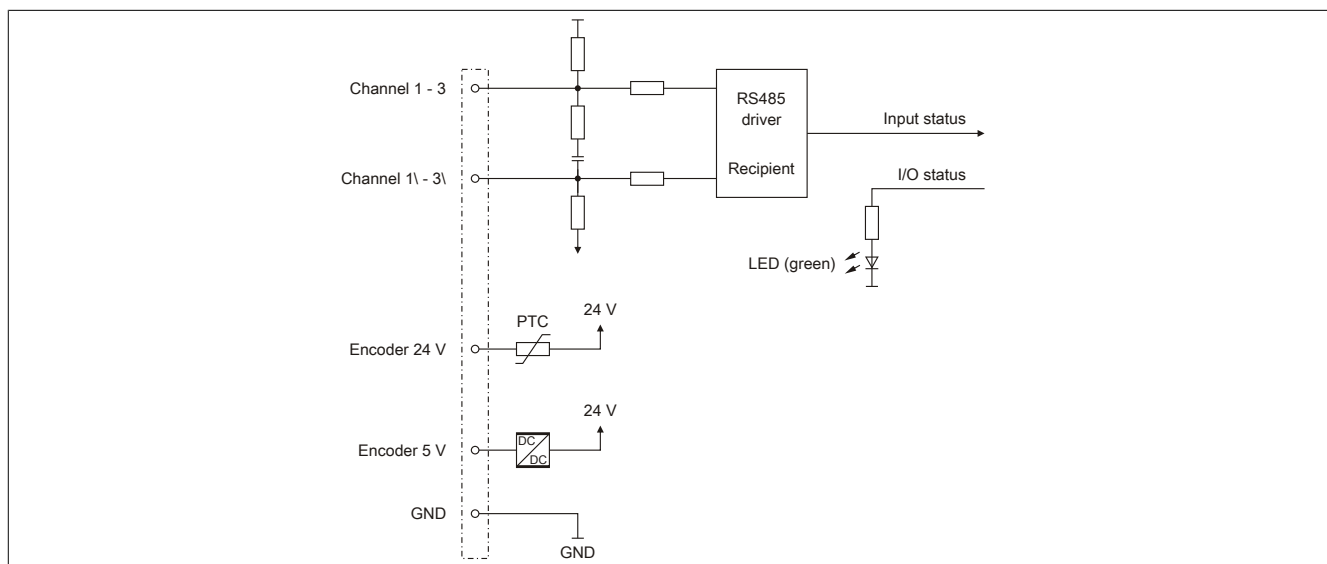 Channel 1 - 3
RS485
driver
Input status
Recipient
Channel 1\ - 3\
I/O status
LED (green)
24 V
PTC
Encoder 24 V
24 V
DC
DC
Encoder 5 V
GND
GND